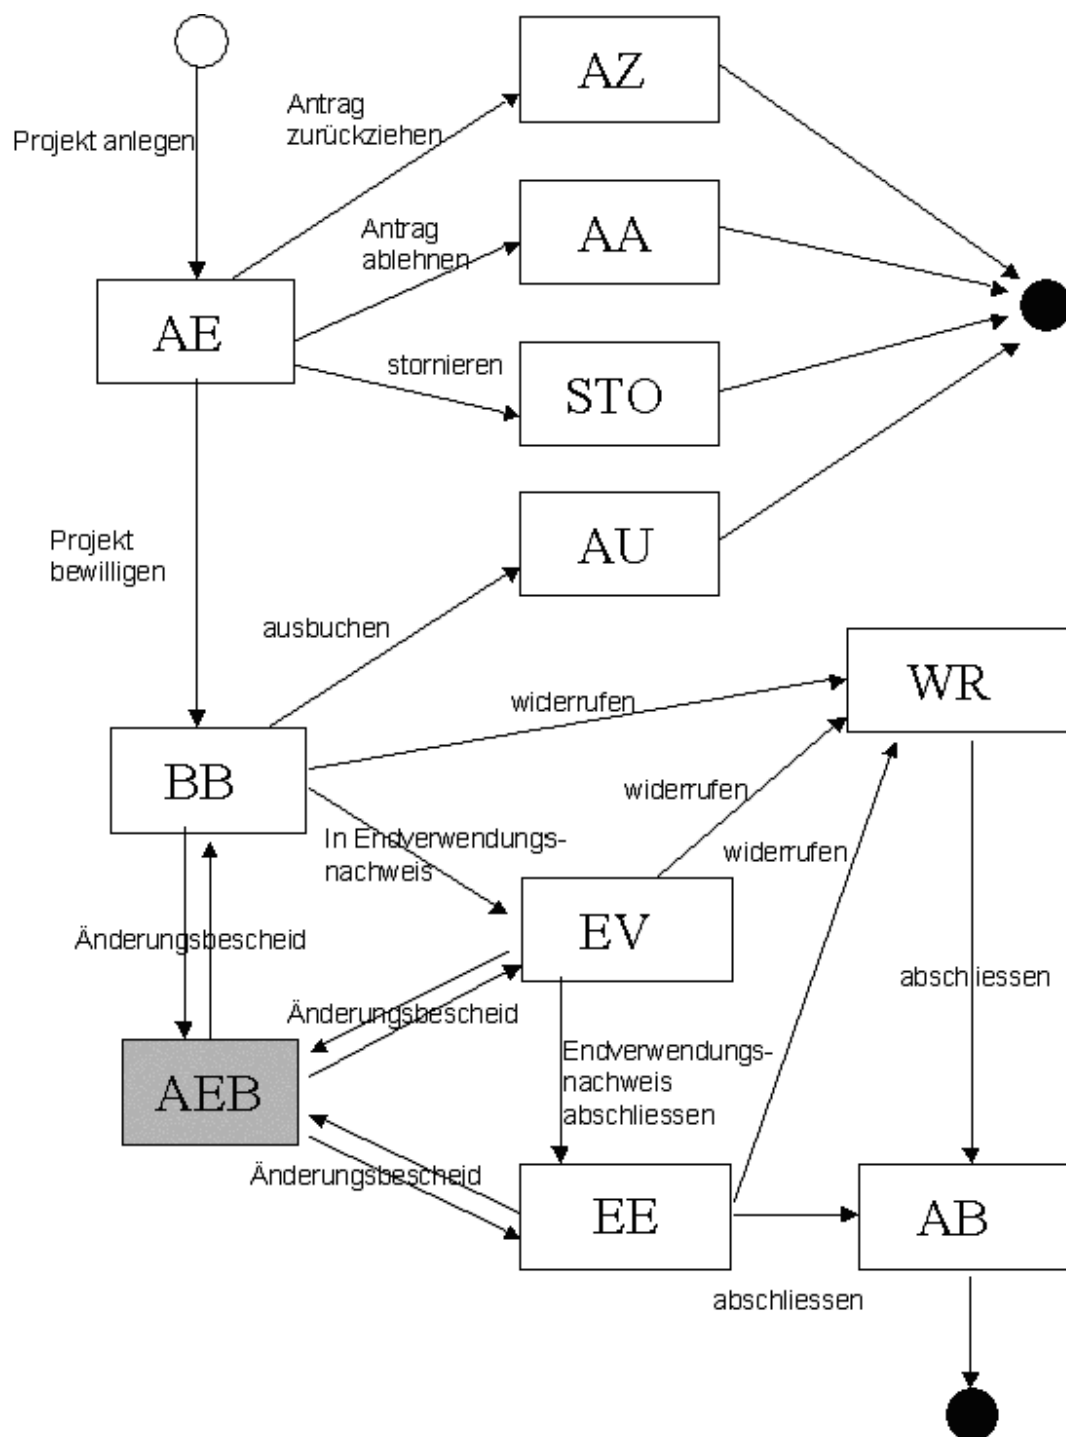 AZ
Antrag
zurückziehen
Projekt anlegen
Antrag
ablehnen
AA
AE
stornieren
STO
Projekt
bewilligen
AU
ausbuchen
widerrufen
WR
BB
widerrufen
In Endverwendungs-
nachweis
widerrufen
EV
Änderungsbescheid
abschliessen
Änderungsbescheid
Endverwendungs-
nachweis
abschliessen
AEB
Änderungsbescheid
EE
AB
abschliessen